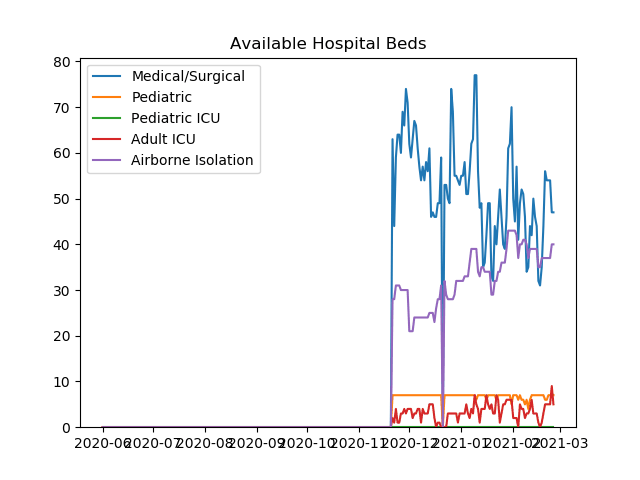 Available Hospital Beds
80
70
60
50
40
30
20
10
0
Medical/Surgical
Pediatric
Pediatric ICU
Adult ICU
Airborne Isolation
2020-06 2020-07 2020-08 2020-09 2020-10 2020-11 2020-12 2021-01 2021-02 2021-03